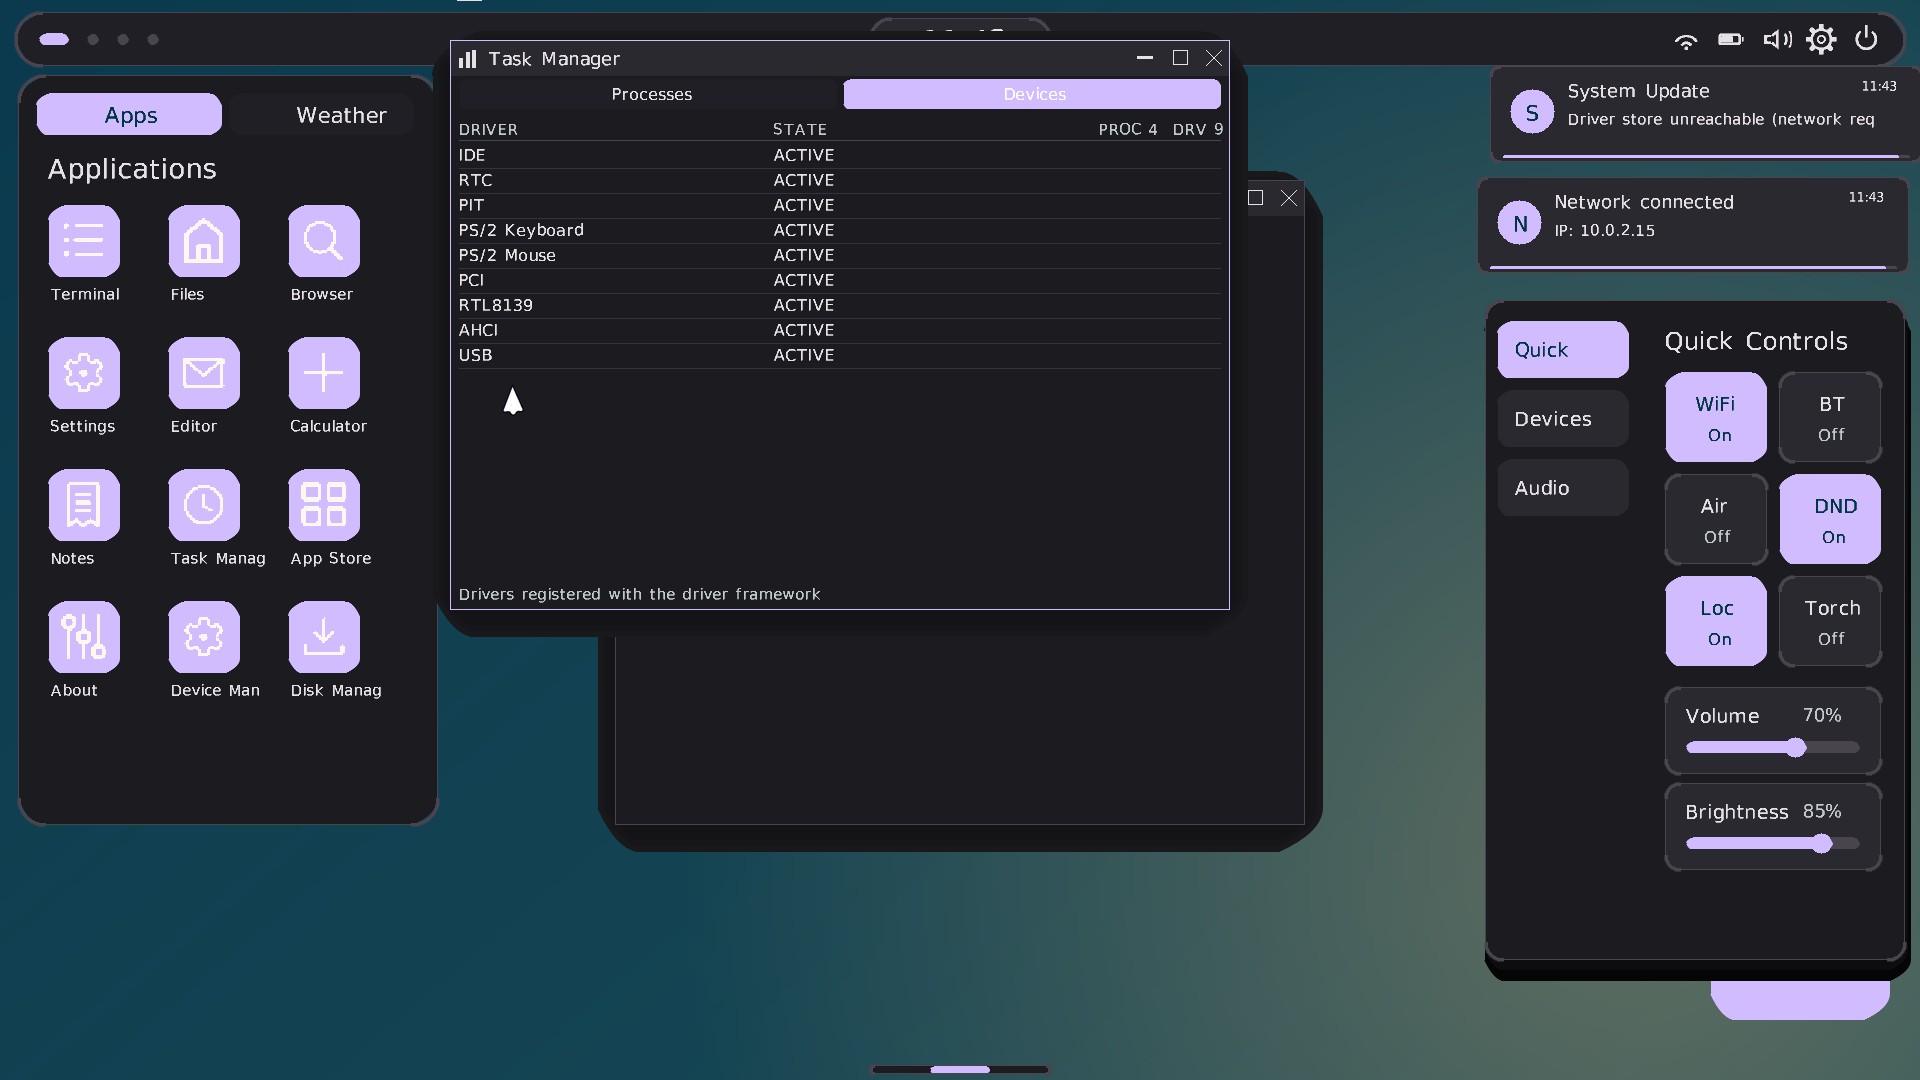 Task Manager
Processes
Devices
DRIVER STATE PROC 4 DRV 9
IDE ACTIVE
RTC ACTIVE
PIT ACTIVE
PS/2 Keyboard ACTIVE
PS/2 Mouse ACTIVE
PCI ACTIVE
RTL8139 ACTIVE
AHCI ACTIVE
USB ACTIVE
Drivers registered with the driver framework
Apps
Weather
Applications
Terminal
Files
Browser
Settings
Editor
Calculator
Notes
Task Manag
App Store
About
Device Man
Disk Manag
S
System Update
11:43
Driver store unreachable (network req
N
Network connected
11:43
IP: 10.0.2.15
Quick
Devices
Audio
Quick Controls
WiFi
On
BT
Off
Air
Off
DND
On
Loc
On
Torch
Off
Volume 70%
Brightness 85%